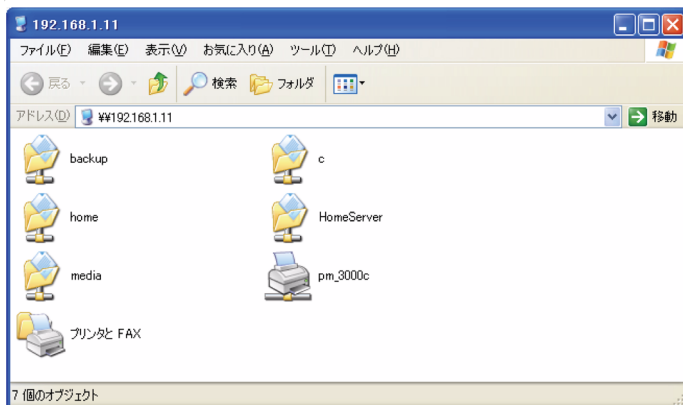 192.168.1.11
ファイル(F) 編集(E) 表示(V) お気に入り(A) ツール(T) ヘルプ(H)
戻る 検索 フォルダ
アドレス(D) ¥¥192.168.1.11 移動
backup c
home HomeServer
media pm_3000c
プリンタと FAX
7 個のオブジェクト